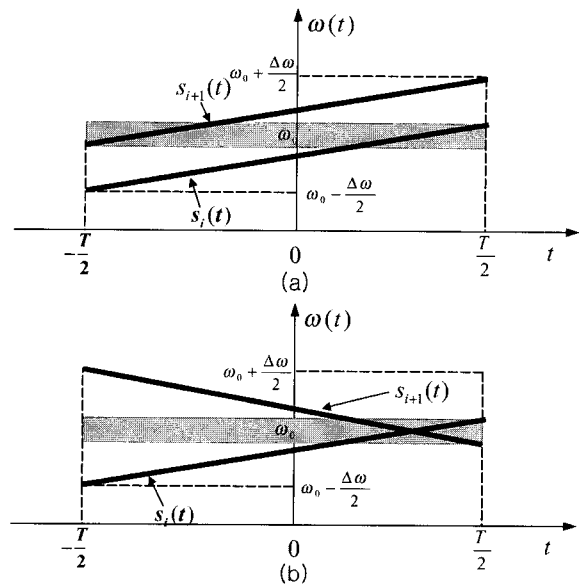 ω(t)
s_{i+1}(t) ω₀ + Δω/2
ω₀
s_i(t)
ω₀ − Δω/2
−T/2
0
T/2
t
(a)
ω(t)
ω₀ + Δω/2
s_{i+1}(t)
ω₀
s_i(t)
ω₀ − Δω/2
−T/2
0
T/2
t
(b)